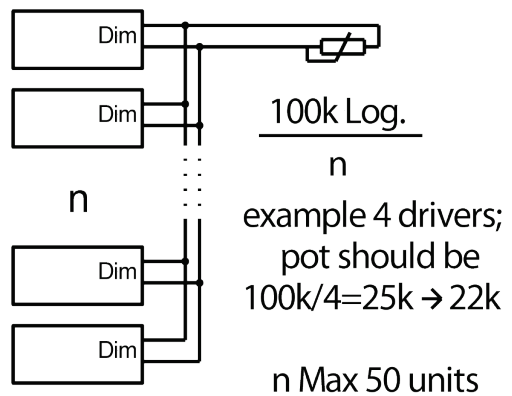 Dim
Dim
100k Log.
n
n
example 4 drivers;
pot should be
100k/4=25k → 22k
Dim
Dim
n Max 50 units